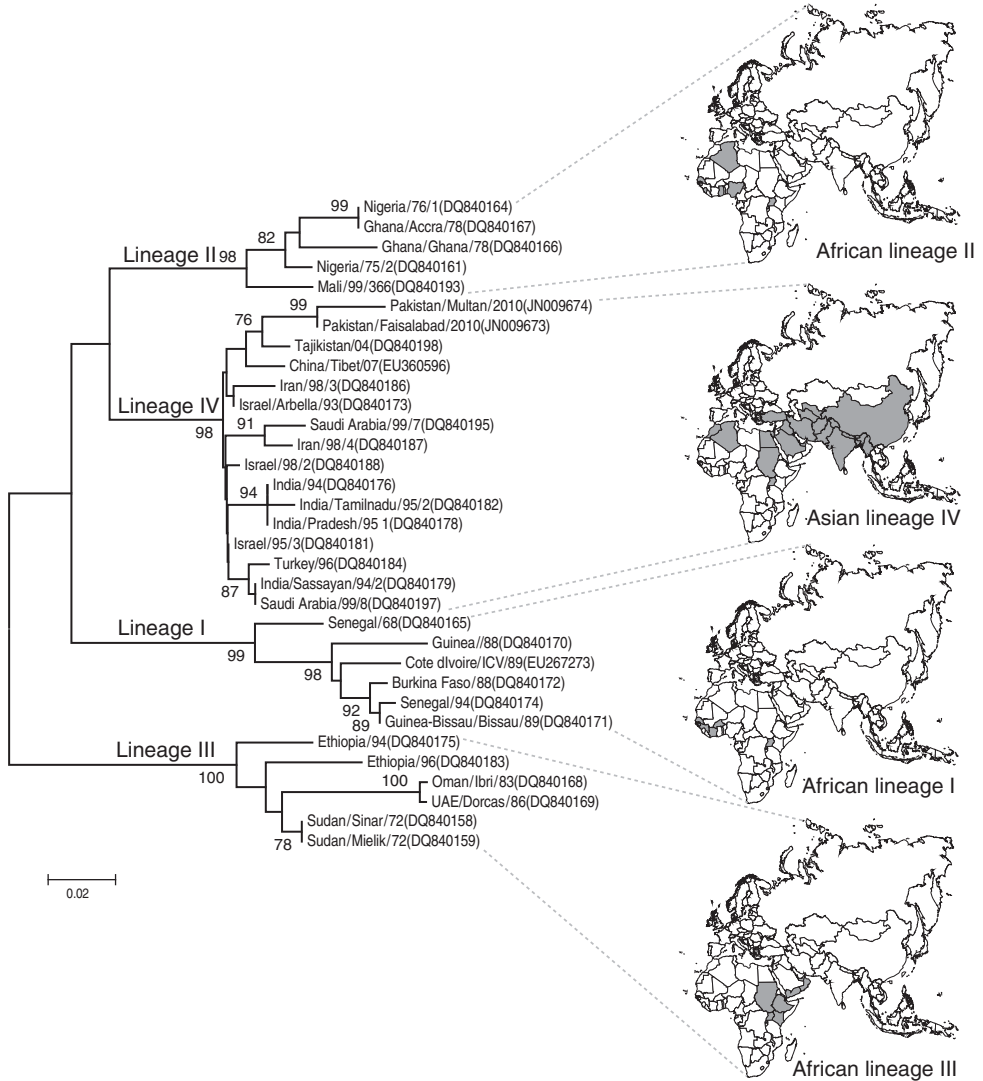 99
Nigeria/76/1(DQ840164)
Ghana/Accra/78(DQ840167)
82
Ghana/Ghana/78(DQ840166)
Lineage II 98
Nigeria/75/2(DQ840161)
Mali/99/366(DQ840193)
African lineage II
99
Pakistan/Multan/2010(JN009674)
76
Pakistan/Faisalabad/2010(JN009673)
Tajikistan/04(DQ840198)
China/Tibet/07(EU360596)
Iran/98/3(DQ840186)
Lineage IV
Israel/Arbella/93(DQ840173)
98
91
Saudi Arabia/99/7(DQ840195)
Iran/98/4(DQ840187)
Israel/98/2(DQ840188)
India/94(DQ840176)
94
India/Tamilnadu/95/2(DQ840182)
India/Pradesh/95 1(DQ840178)
Asian lineage IV
Israel/95/3(DQ840181)
Turkey/96(DQ840184)
87
India/Sassayan/94/2(DQ840179)
Saudi Arabia/99/8(DQ840197)
Lineage I
Senegal/68(DQ840165)
99
Guinea//88(DQ840170)
98
Cote dIvoire/ICV/89(EU267273)
Burkina Faso/88(DQ840172)
92
Senegal/94(DQ840174)
89
Guinea-Bissau/Bissau/89(DQ840171)
African lineage I
Lineage III
Ethiopia/94(DQ840175)
100
Ethiopia/96(DQ840183)
100
Oman/Ibri/83(DQ840168)
UAE/Dorcas/86(DQ840169)
Sudan/Sinar/72(DQ840158)
78
Sudan/Mielik/72(DQ840159)
0.02
African lineage III